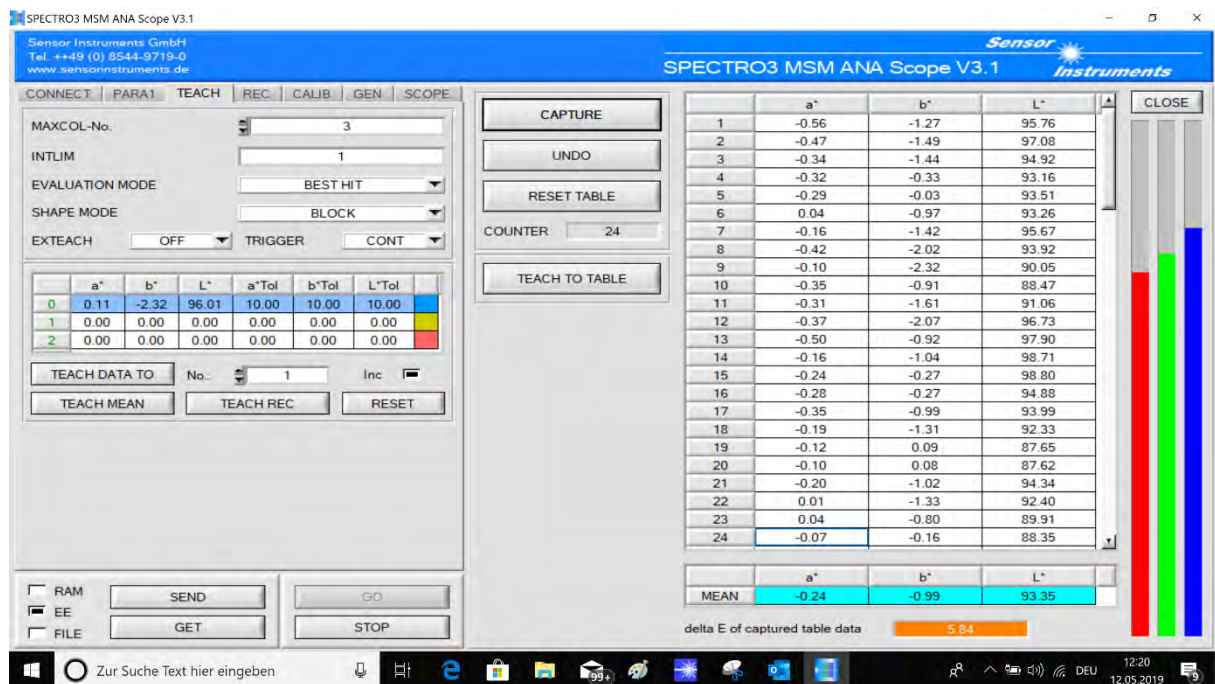 SPECTRO3 MSM ANA Scope V3.1
Sensor Instruments GmbH
Tel. ++49 (0) 8544-9719-0
www.sensorinstruments.de
Sensor
Instruments
SPECTRO3 MSM ANA Scope V3.1
CONNECT PARA1 TEACH REC CALIB GEN SCOPE
MAXCOL-No. 3
INTLIM 1
EVALUATION MODE BEST HIT
SHAPE MODE BLOCK
EXTEACH OFF TRIGGER CONT
a* b* L* a*Tol b*Tol L*Tol
0 0.11 -2.32 96.01 10.00 10.00 10.00
1 0.00 0.00 0.00 0.00 0.00 0.00
2 0.00 0.00 0.00 0.00 0.00 0.00
TEACH DATA TO No.: 1 Inc
TEACH MEAN TEACH REC RESET
RAM
EE
FILE
SEND
GET
GO
STOP
CAPTURE
UNDO
RESET TABLE
COUNTER 24
TEACH TO TABLE
a* b* L*
1 -0.56 -1.27 95.76
2 -0.47 -1.49 97.08
3 -0.34 -1.44 94.92
4 -0.32 -0.33 93.16
5 -0.29 -0.03 93.51
6 0.04 -0.97 93.26
7 -0.16 -1.42 95.67
8 -0.42 -2.02 93.92
9 -0.10 -2.32 90.05
10 -0.35 -0.91 88.47
11 -0.31 -1.61 91.06
12 -0.37 -2.07 96.73
13 -0.50 -0.92 97.90
14 -0.16 -1.04 98.71
15 -0.24 -0.27 98.80
16 -0.28 -0.27 94.88
17 -0.35 -0.99 93.99
18 -0.19 -1.31 92.33
19 -0.12 0.09 87.65
20 -0.10 0.08 87.62
21 -0.20 -1.02 94.34
22 0.01 -1.33 92.40
23 0.04 -0.80 89.91
24 -0.07 -0.16 88.35
a* b* L*
MEAN -0.24 -0.99 93.35
delta E of captured table data 5.84
CLOSE
Zur Suche Text hier eingeben
99+
DEU
12:20
12.05.2019
9